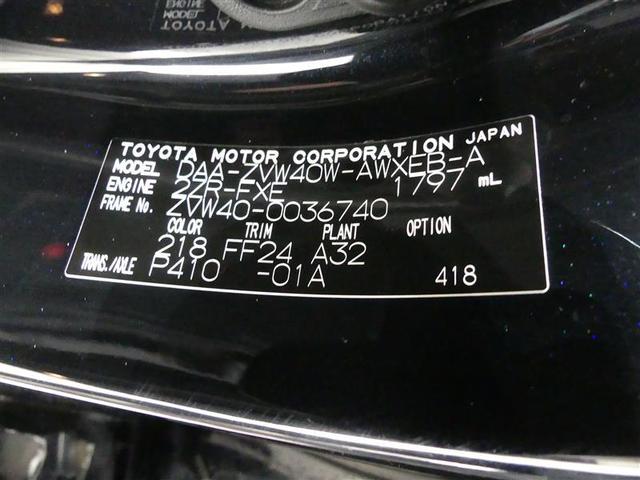 TOYOTA MOTOR CORPORATION JAPAN
MODEL DAA-ZVW40W-AWXEB-A
ENGINE 2ZR-FXE 1797 mL
FRAME No. ZVW40-0036740
COLOR TRIM PLANT OPTION
218 FF24 A32
TRANS./AXLE P410 -01A 418